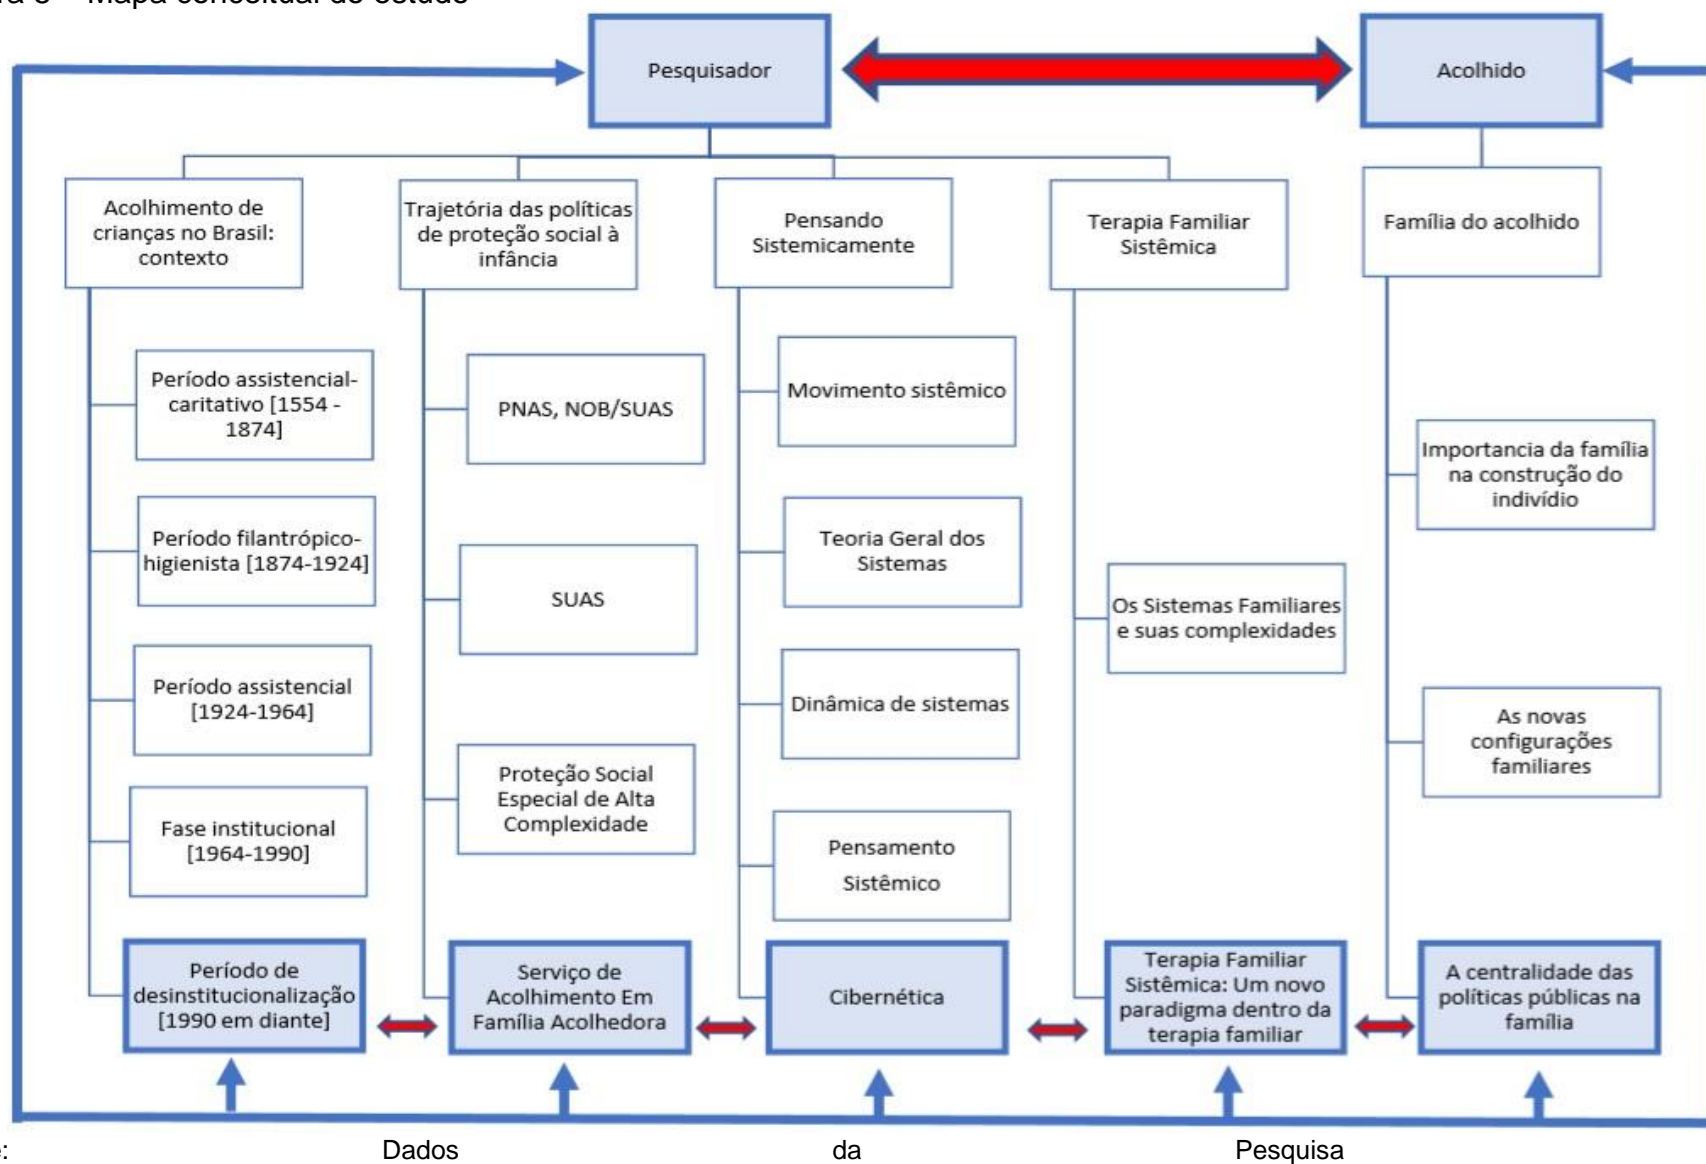 Mapa conceitual do estudo
Pesquisador
Acolhido
Acolhimento de
crianças no Brasil:
contexto
Trajetória das políticas
de proteção social à
infância
Pensando
Sistemicamente
Terapia Familiar
Sistêmica
Família do acolhido
Período assistencial-
caritativo [1554 -
1874]
Período filantrópico-
higienista [1874-1924]
Período assistencial
[1924-1964]
Fase institucional
[1964-1990]
Período de
desinstitucionalização
[1990 em diante]
PNAS, NOB/SUAS
SUAS
Proteção Social
Especial de Alta
Complexidade
Serviço de
Acolhimento Em
Família Acolhedora
Movimento sistêmico
Teoria Geral dos
Sistemas
Dinâmica de sistemas
Pensamento
Sistêmico
Cibernética
Os Sistemas Familiares
e suas complexidades
Terapia Familiar
Sistêmica: Um novo
paradigma dentro da
terapia familiar
Importancia da família
na construção do
indivídio
As novas
configurações
familiares
A centralidade das
políticas públicas na
família
Dados da Pesquisa